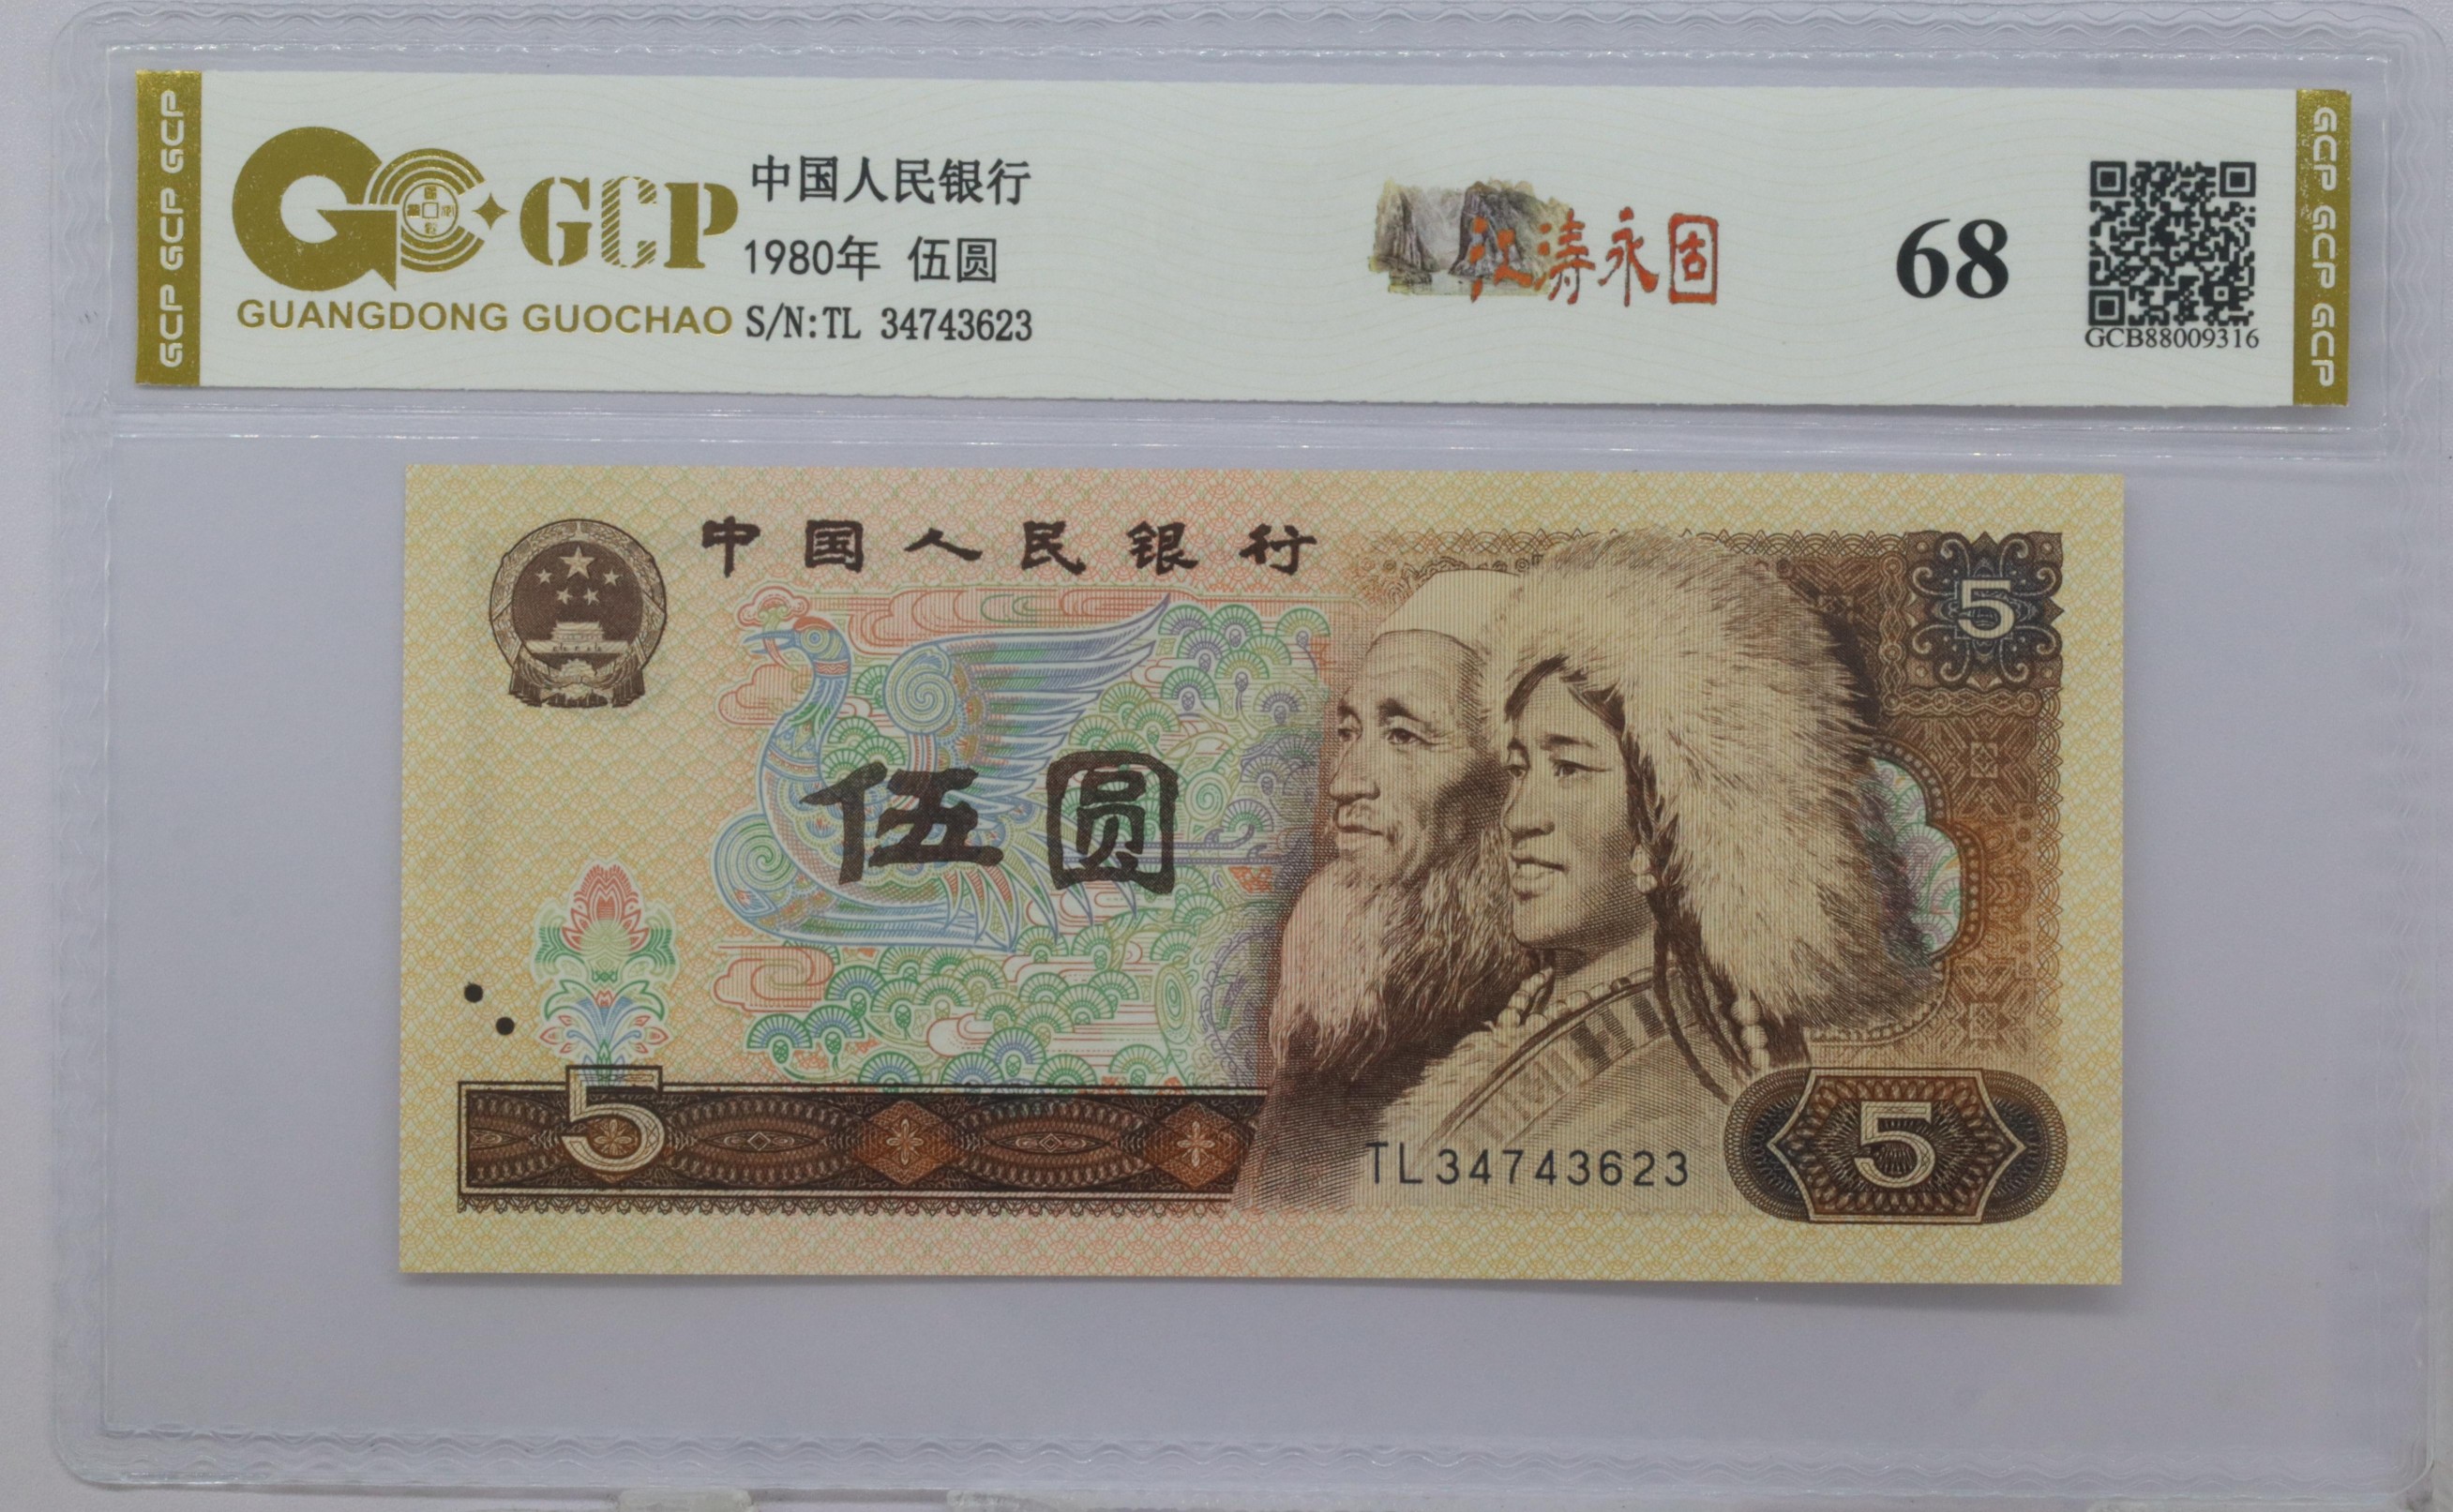 GCP GCP GCP
GCP
GUANGDONG GUOCHAO
中国人民银行
1980年 伍圆
S/N:TL 34743623
江涛永固
68
GCB88009316
GCP GCP GCP GCP
中国人民银行
5
伍圆
5
TL34743623
5